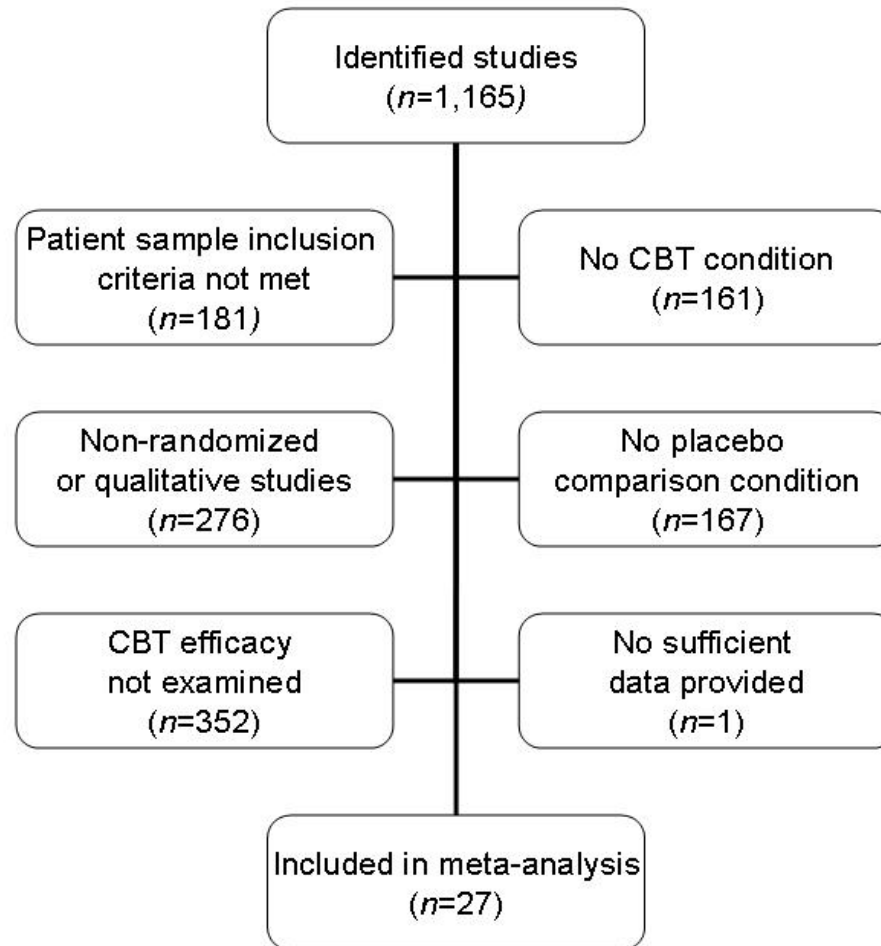 Identified studies
(n=1,165)
Patient sample inclusion
criteria not met
(n=181)
No CBT condition
(n=161)
Non-randomized
or qualitative studies
(n=276)
No placebo
comparison condition
(n=167)
CBT efficacy
not examined
(n=352)
No sufficient
data provided
(n=1)
Included in meta-analysis
(n=27)